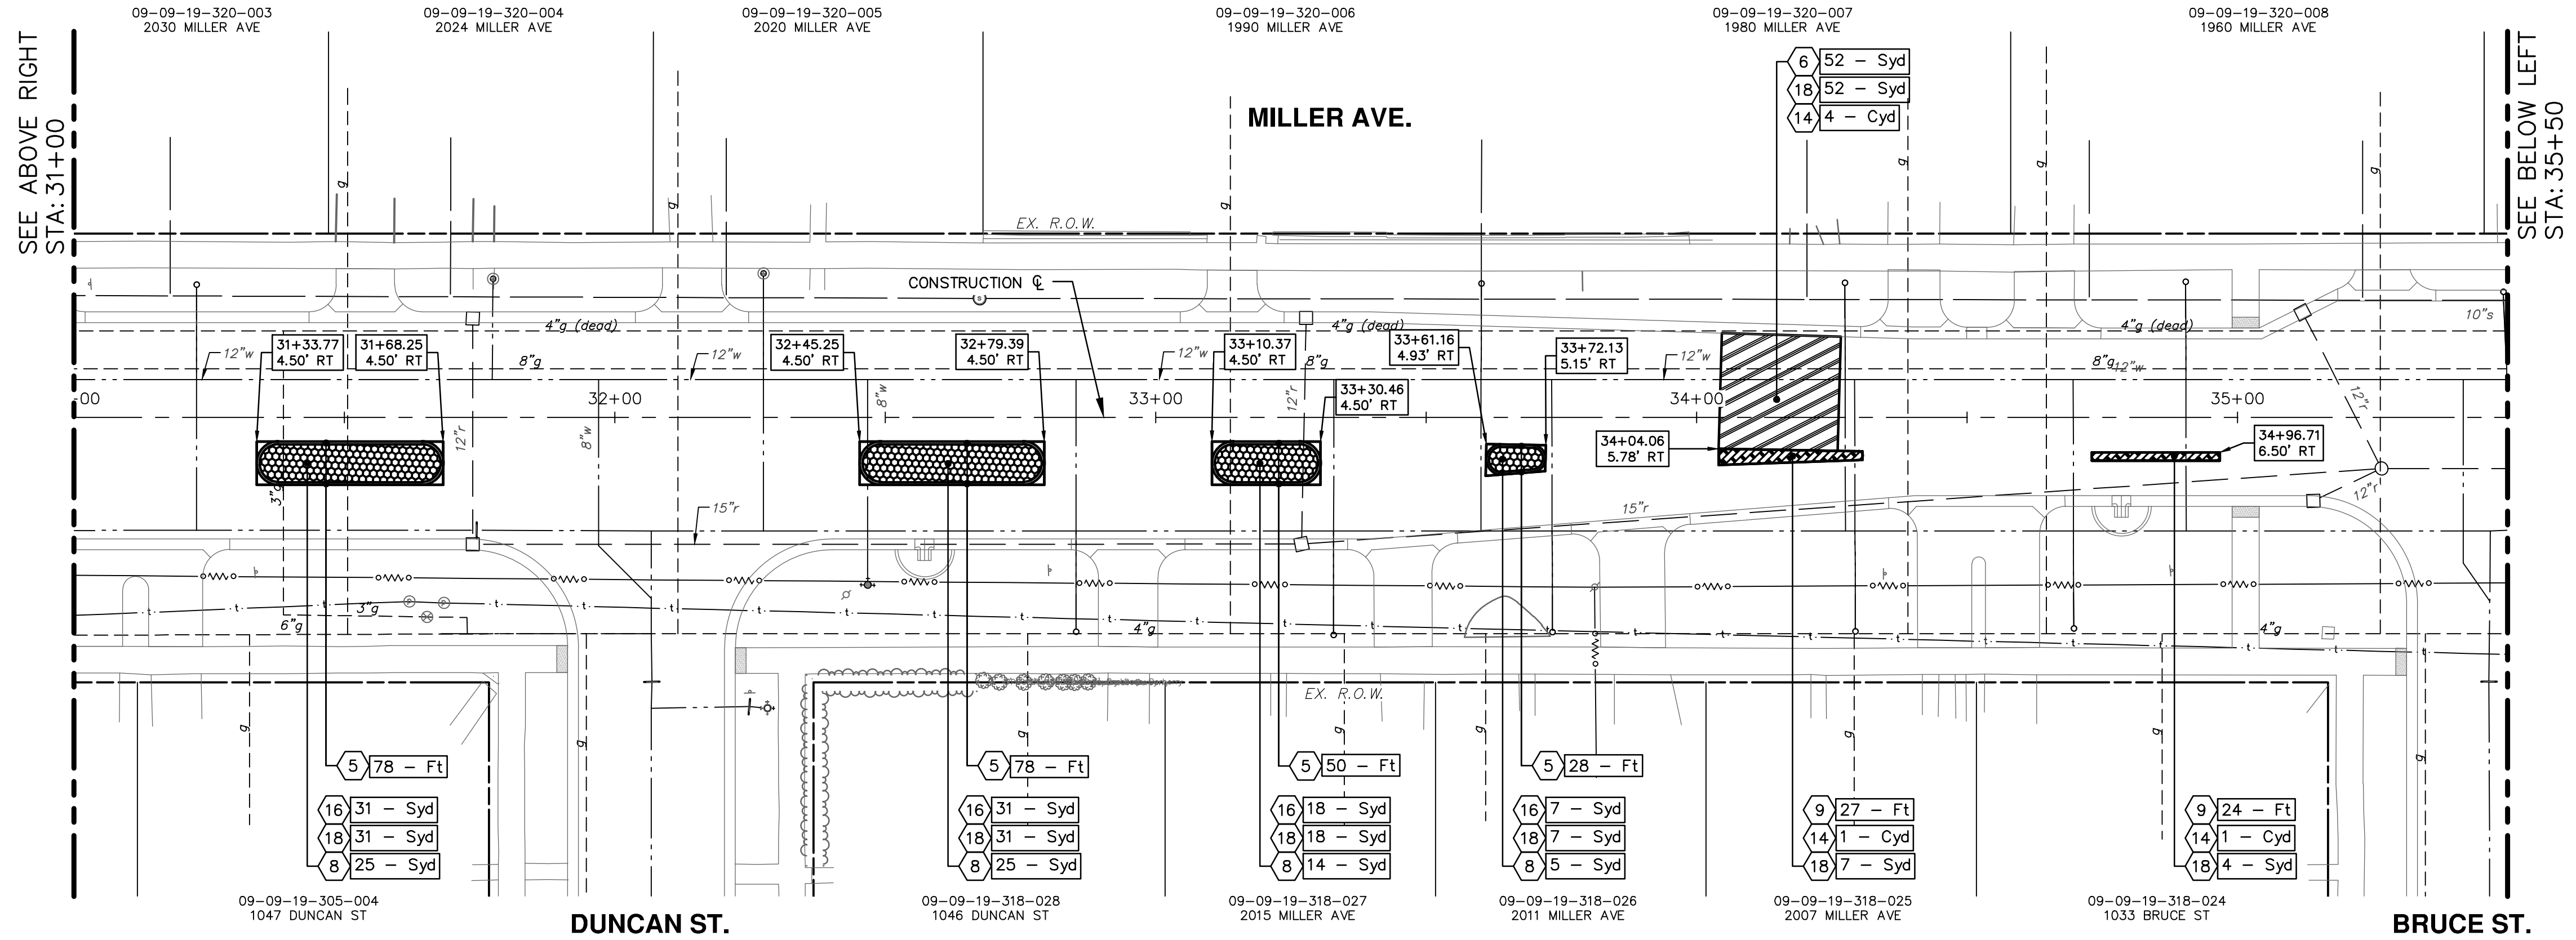 09-09-19-320-003
2030 MILLER AVE
09-09-19-320-004
2024 MILLER AVE
09-09-19-320-005
2020 MILLER AVE
09-09-19-320-006
1990 MILLER AVE
09-09-19-320-007
1980 MILLER AVE
09-09-19-320-008
1960 MILLER AVE
SEE ABOVE RIGHT
STA: 31+00
SEE BELOW LEFT
STA: 35+50
6 52 - Syd
18 52 - Syd
14 4 - Cyd
MILLER AVE.
g
g
g
g
g
g
EX. R.O.W.
CONSTRUCTION ℄
S
10"s
4"g (dead)
4"g (dead)
4"g (dead)
31+33.77
4.50' RT
31+68.25
4.50' RT
32+45.25
4.50' RT
32+79.39
4.50' RT
33+10.37
4.50' RT
33+30.46
4.50' RT
33+61.16
4.93' RT
33+72.13
5.15' RT
34+04.06
5.78' RT
34+96.71
6.50' RT
12"w
8"g
12"w
12"w
8"g
12"w
8"g
12"w
-00
32+00
33+00
34+00
35+00
12"r
8"w
8"w
12"r
12"r
12"r
3"g
15"r
15"r
3"g
6"g
4"g
4"g
EX. R.O.W.
g
g
g
g
g
g
g
g
5 78 - Ft
16 31 - Syd
18 31 - Syd
8 25 - Syd
5 78 - Ft
16 31 - Syd
18 31 - Syd
8 25 - Syd
5 50 - Ft
16 18 - Syd
18 18 - Syd
8 14 - Syd
5 28 - Ft
16 7 - Syd
18 7 - Syd
8 5 - Syd
9 27 - Ft
14 1 - Cyd
18 7 - Syd
9 24 - Ft
14 1 - Cyd
18 4 - Syd
09-09-19-305-004
1047 DUNCAN ST
DUNCAN ST.
09-09-19-318-028
1046 DUNCAN ST
09-09-19-318-027
2015 MILLER AVE
09-09-19-318-026
2011 MILLER AVE
09-09-19-318-025
2007 MILLER AVE
09-09-19-318-024
1033 BRUCE ST
BRUCE ST.